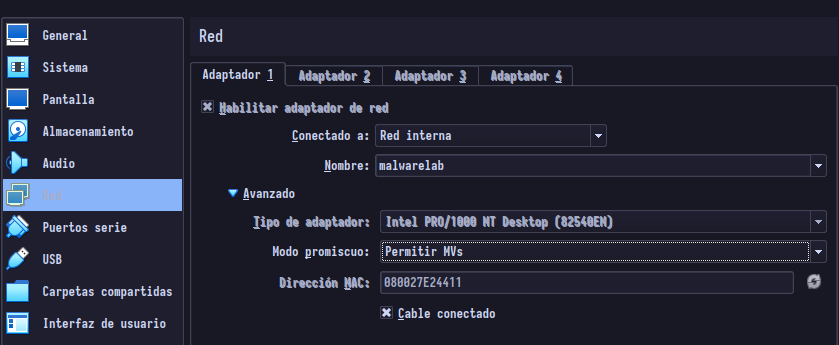 General
Sistema
Pantalla
Almacenamiento
Audio
Red
Puertos serie
USB
Carpetas compartidas
Interfaz de usuario
Red
Adaptador 1 Adaptador 2 Adaptador 3 Adaptador 4
Habilitar adaptador de red
Conectado a: Red interna
Nombre: malwarelab
Avanzado
Tipo de adaptador: Intel PRO/1000 MT Desktop (82540EM)
Modo promiscuo: Permitir MVs
Dirección MAC: 080027E24411
Cable conectado